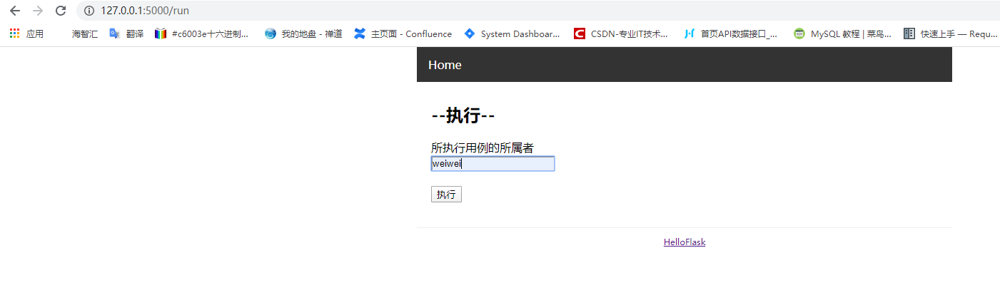 127.0.0.1:5000/run
应用 海智汇 翻译 #c6003e十六进制... 我的地盘 - 禅道 主页面 - Confluence System Dashboar... CSDN-专业IT技术... 首页API数据接口_... MySQL 教程 | 菜鸟... 快速上手 — Requ...
Home
--执行--
所执行用例的所属者
weiwei
执行
HelloFlask